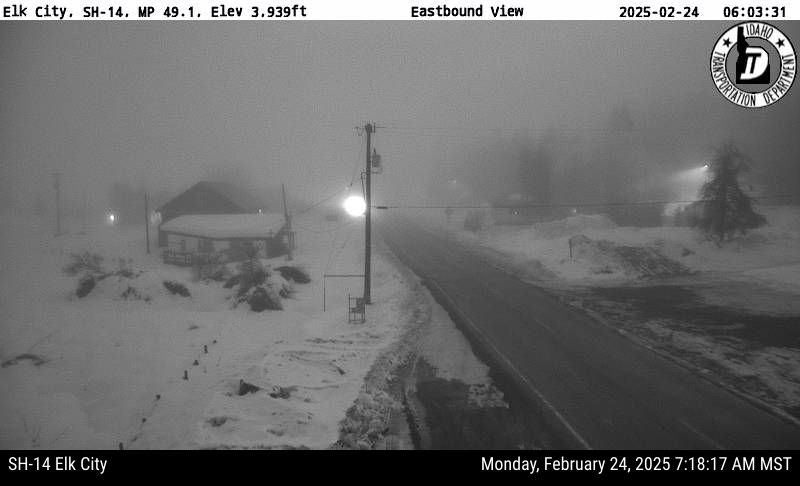 Elk City, SH-14, MP 49.1, Elev 3,939ft Eastbound View 2025-02-24 06:03:31
IDAHO
TRANSPORTATION DEPARTMENT
SH-14 Elk City Monday, February 24, 2025 7:18:17 AM MST